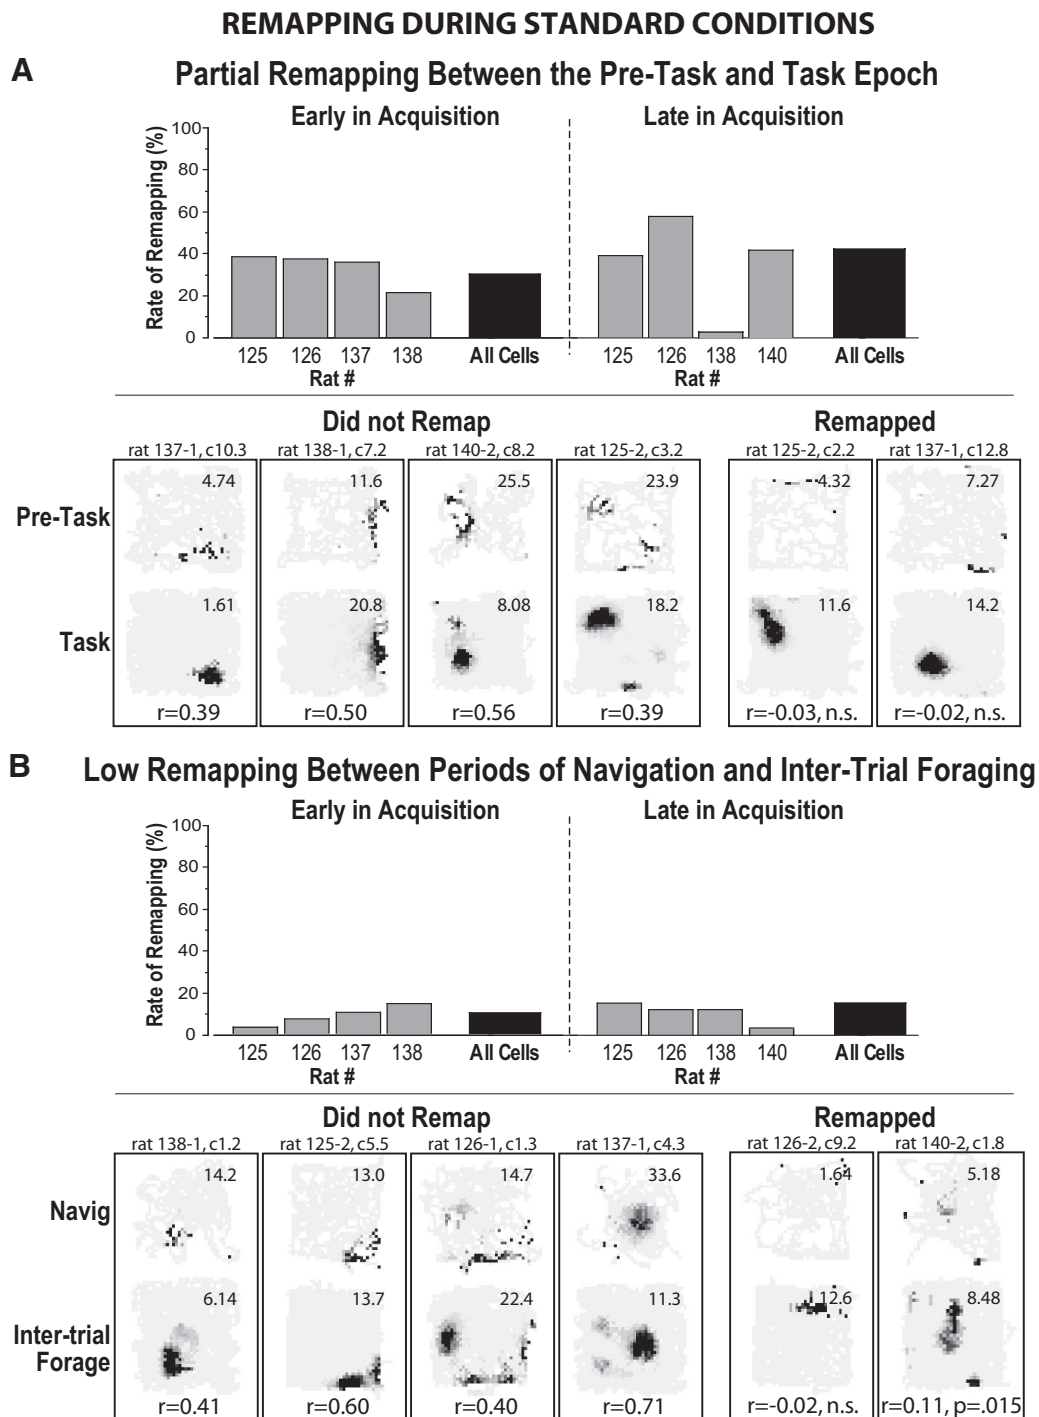 REMAPPING DURING STANDARD CONDITIONS
A
Partial Remapping Between the Pre-Task and Task Epoch
Early in Acquisition
Late in Acquisition
Rate of Remapping (%)
100
80
60
40
20
0
125 126 137 138 All Cells
Rat #
125 126 138 140 All Cells
Rat #
Did not Remap
Remapped
rat 137-1, c10.3
rat 138-1, c7.2
rat 140-2, c8.2
rat 125-2, c3.2
rat 125-2, c2.2
rat 137-1, c12.8
Pre-Task
4.74
11.6
25.5
23.9
4.32
7.27
Task
1.61
20.8
8.08
18.2
11.6
14.2
r=0.39
r=0.50
r=0.56
r=0.39
r=-0.03, n.s.
r=-0.02, n.s.
B
Low Remapping Between Periods of Navigation and Inter-Trial Foraging
Early in Acquisition
Late in Acquisition
Rate of Remapping (%)
100
80
60
40
20
0
125 126 137 138 All Cells
Rat #
125 126 138 140 All Cells
Rat #
Did not Remap
Remapped
rat 138-1, c1.2
rat 125-2, c5.5
rat 126-1, c1.3
rat 137-1, c4.3
rat 126-2, c9.2
rat 140-2, c1.8
Navig
14.2
13.0
14.7
33.6
1.64
5.18
Inter-trial
Forage
6.14
13.7
22.4
11.3
12.6
8.48
r=0.41
r=0.60
r=0.40
r=0.71
r=-0.02, n.s.
r=0.11, p=.015